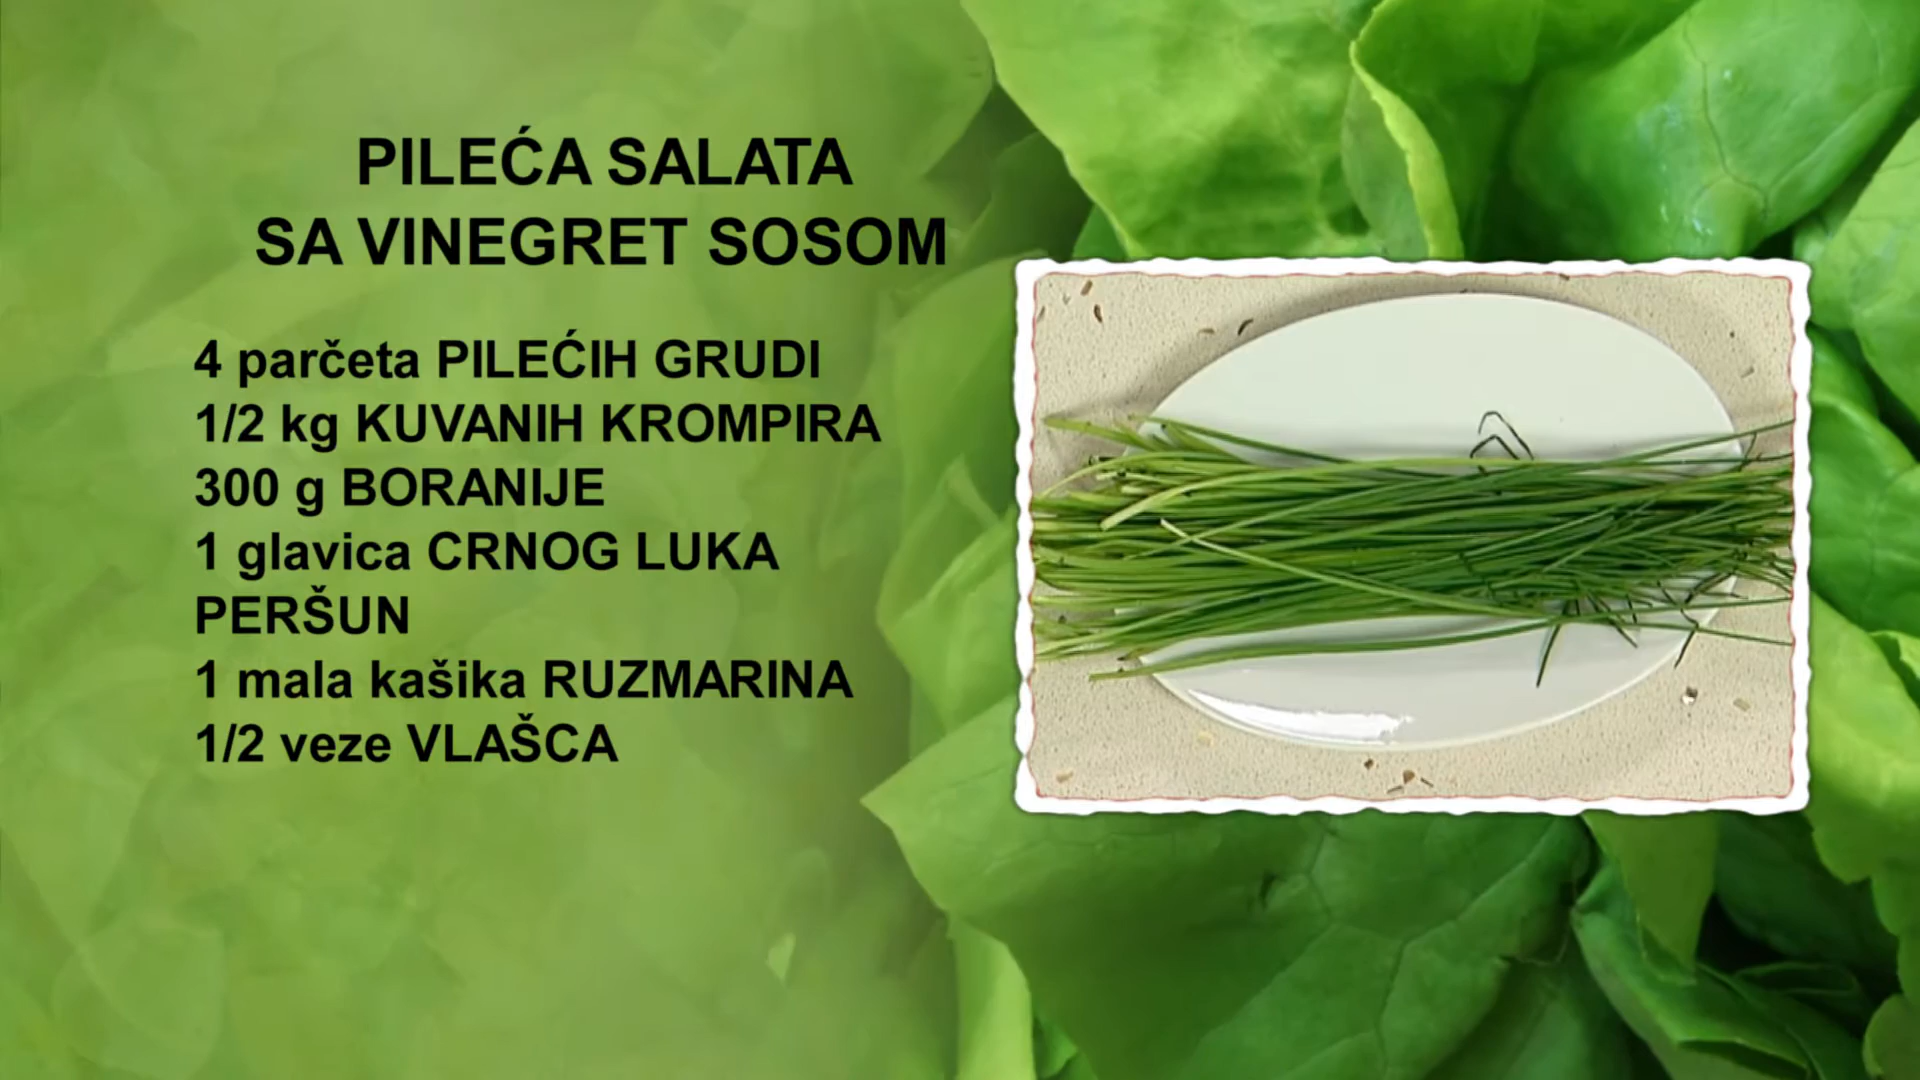 PILEĆA SALATA
SA VINEGRET SOSOM
4 parčeta PILEĆIH GRUDI
1/2 kg KUVANIH KROMPIRA
300 g BORANIJE
1 glavica CRNOG LUKA
PERŠUN
1 mala kašika RUZMARINA
1/2 veze VLAŠCA